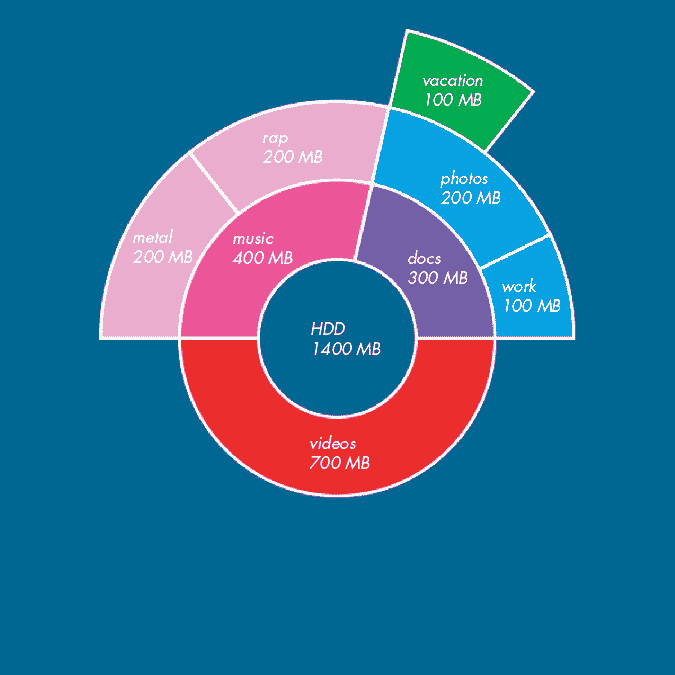 vacation
100 MB
rap
200 MB
photos
200 MB
metal
200 MB
music
400 MB
docs
300 MB
work
100 MB
HDD
1400 MB
videos
700 MB